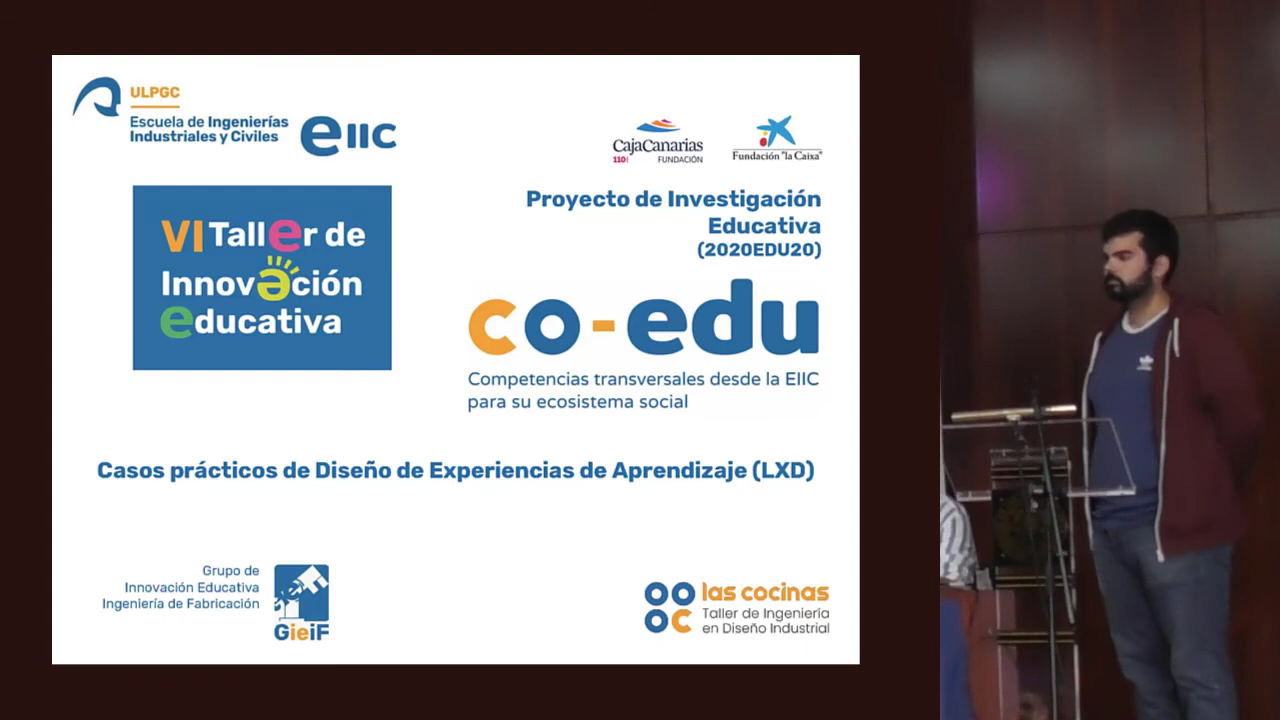 ULPGC
Escuela de Ingenierías
Industriales y Civiles
eiic
CajaCanarias
110
FUNDACIÓN
Fundación "la Caixa"
VI Taller de
Innovación
educativa
Proyecto de Investigación
Educativa
(2020EDU20)
co-edu
Competencias transversales desde la EIIC
para su ecosistema social
Casos prácticos de Diseño de Experiencias de Aprendizaje (LXD)
Grupo de
Innovación Educativa
Ingeniería de Fabricación
GieiF
las cocinas
Taller de Ingeniería
en Diseño Industrial